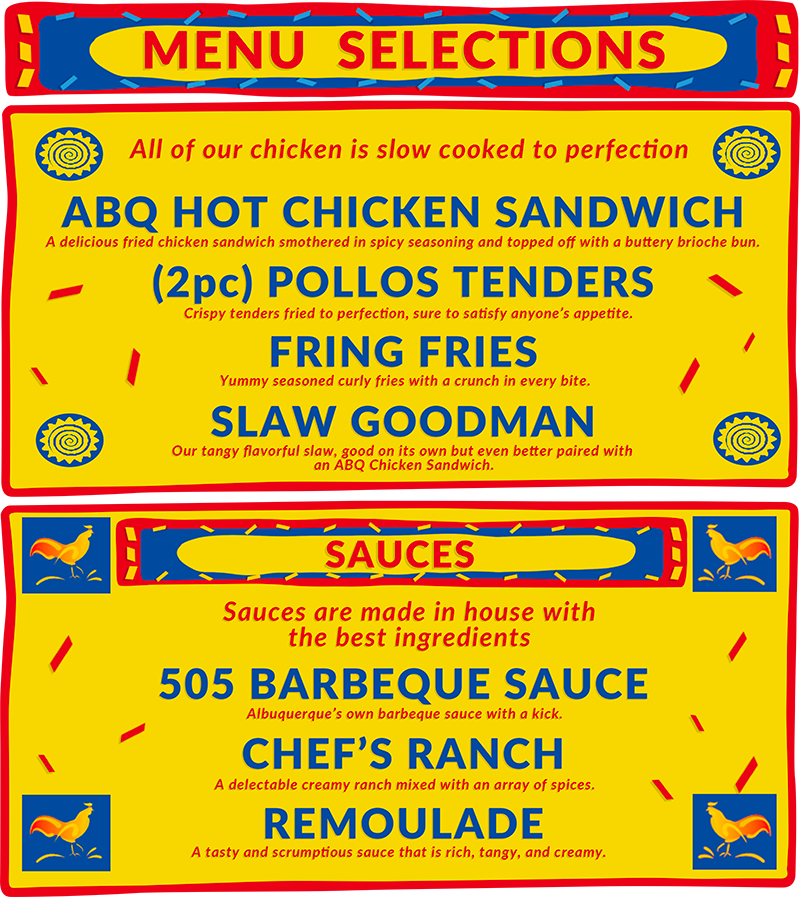 MENU SELECTIONS
All of our chicken is slow cooked to perfection
ABQ HOT CHICKEN SANDWICH
A delicious fried chicken sandwich smothered in spicy seasoning and topped off with a buttery brioche bun.
(2pc) POLLOS TENDERS
Crispy tenders fried to perfection, sure to satisfy anyone's appetite.
FRING FRIES
Yummy seasoned curly fries with a crunch in every bite.
SLAW GOODMAN
Our tangy flavorful slaw, good on its own but even better paired with
an ABQ Chicken Sandwich.
SAUCES
Sauces are made in house with
the best ingredients
505 BARBEQUE SAUCE
Albuquerque's own barbeque sauce with a kick.
CHEF'S RANCH
A delectable creamy ranch mixed with an array of spices.
REMOULADE
A tasty and scrumptious sauce that is rich, tangy, and creamy.